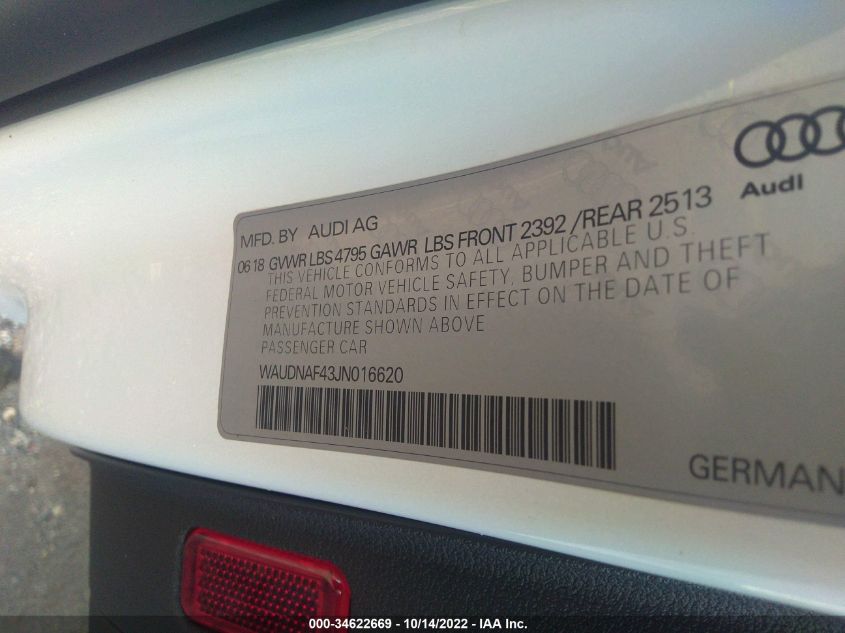 Audi
MFD. BY AUDI AG
06 18 GVWR LBS 4795 GAWR LBS FRONT 2392 /REAR 2513
THIS VEHICLE CONFORMS TO ALL APPLICABLE U.S.
FEDERAL MOTOR VEHICLE SAFETY, BUMPER AND THEFT
PREVENTION STANDARDS IN EFFECT ON THE DATE OF
MANUFACTURE SHOWN ABOVE
PASSENGER CAR
WAUDNAF43JN016620
GERMAN
000-34622669 - 10/14/2022 - IAA Inc.